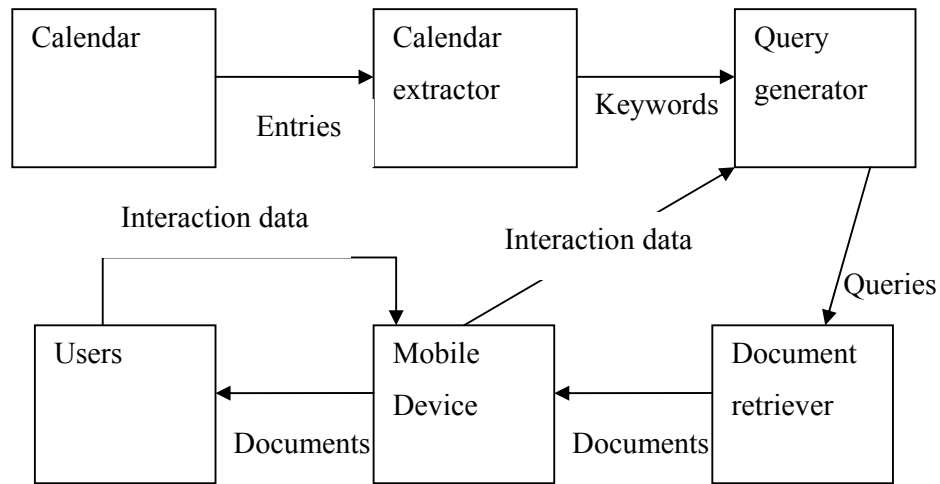 Calendar
Calendar
extractor
Query
generator
Entries
Keywords
Interaction data
Interaction data
Queries
Users
Mobile
Device
Document
retriever
Documents
Documents